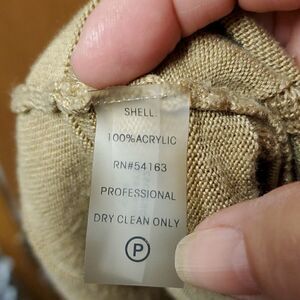 SHELL
100% ACRYLIC
RN#54163
PROFESSIONAL
DRY CLEAN ONLY
P